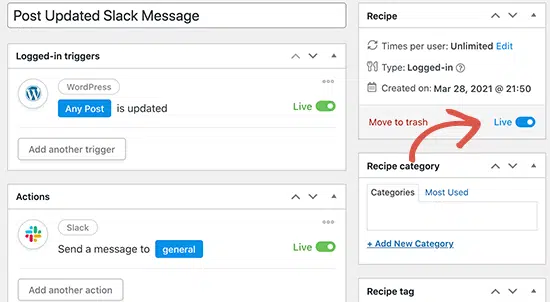 Post Updated Slack Message
Logged-in triggers
WordPress
Any Post is updated
Live
Add another trigger
Actions
Slack
Send a message to general
Live
Add another action
Recipe
Times per user: Unlimited Edit
Type: Logged-in ?
Created on: Mar 28, 2021 @ 21:50
Move to trash Live
Recipe category
Categories Most Used
+ Add New Category
Recipe tag